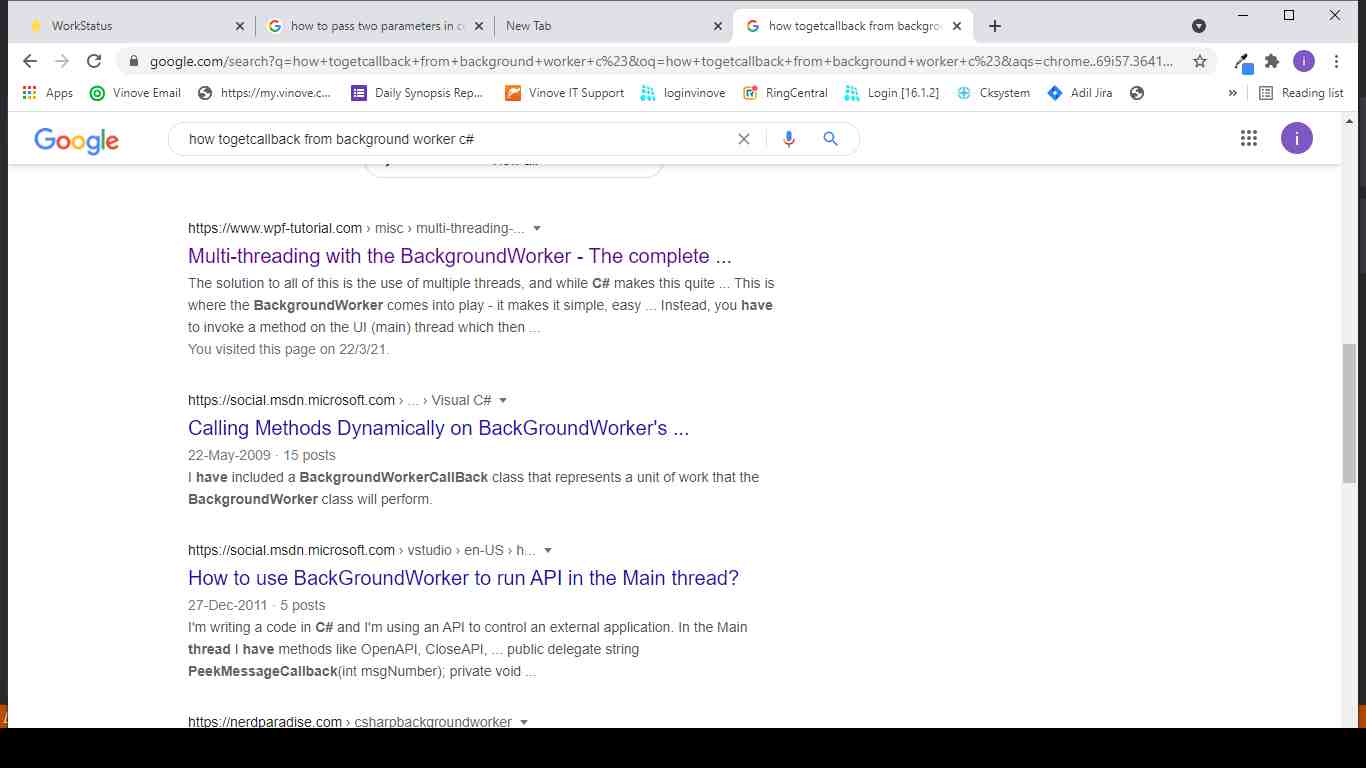 WorkStatus
how to pass two parameters in c
New Tab
how togetcallback from backgro
google.com/search?q=how+togetcallback+from+background+worker+c%23&oq=how+togetcallback+from+background+worker+c%23&aqs=chrome..69i57.3641...
i
Apps
Vinove Email
https://my.vinove.c...
Daily Synopsis Rep...
Vinove IT Support
loginvinove
RingCentral
Login [16.1.2]
Cksystem
Adil Jira
»
Reading list
Google
how togetcallback from background worker c#
i
https://www.wpf-tutorial.com › misc › multi-threading-...
Multi-threading with the BackgroundWorker - The complete ...
The solution to all of this is the use of multiple threads, and while C# makes this quite ... This is
where the BackgroundWorker comes into play - it makes it simple, easy ... Instead, you have
to invoke a method on the UI (main) thread which then ...
You visited this page on 22/3/21.
https://social.msdn.microsoft.com › ... › Visual C#
Calling Methods Dynamically on BackGroundWorker's ...
22-May-2009 · 15 posts
I have included a BackgroundWorkerCallBack class that represents a unit of work that the
BackgroundWorker class will perform.
https://social.msdn.microsoft.com › vstudio › en-US › h...
How to use BackGroundWorker to run API in the Main thread?
27-Dec-2011 · 5 posts
I'm writing a code in C# and I'm using an API to control an external application. In the Main
thread I have methods like OpenAPI, CloseAPI, ... public delegate string
PeekMessageCallback(int msgNumber); private void ...
https://nerdparadise.com › csharpbackgroundworker